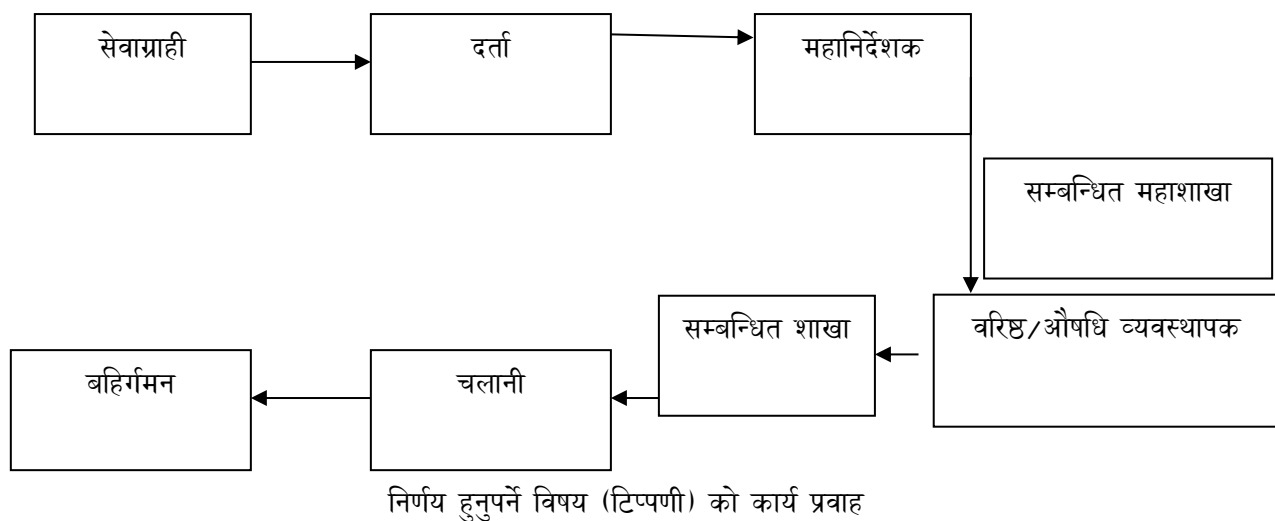 सेवाग्राही
दर्ता
महानिर्देशक
सम्बन्धित महाशाखा
वरिष्ठ/औषधि व्यवस्थापक
सम्बन्धित शाखा
चलानी
बहिर्गमन
निर्णय हुनुपर्ने विषय (टिप्पणी) को कार्य प्रवाह